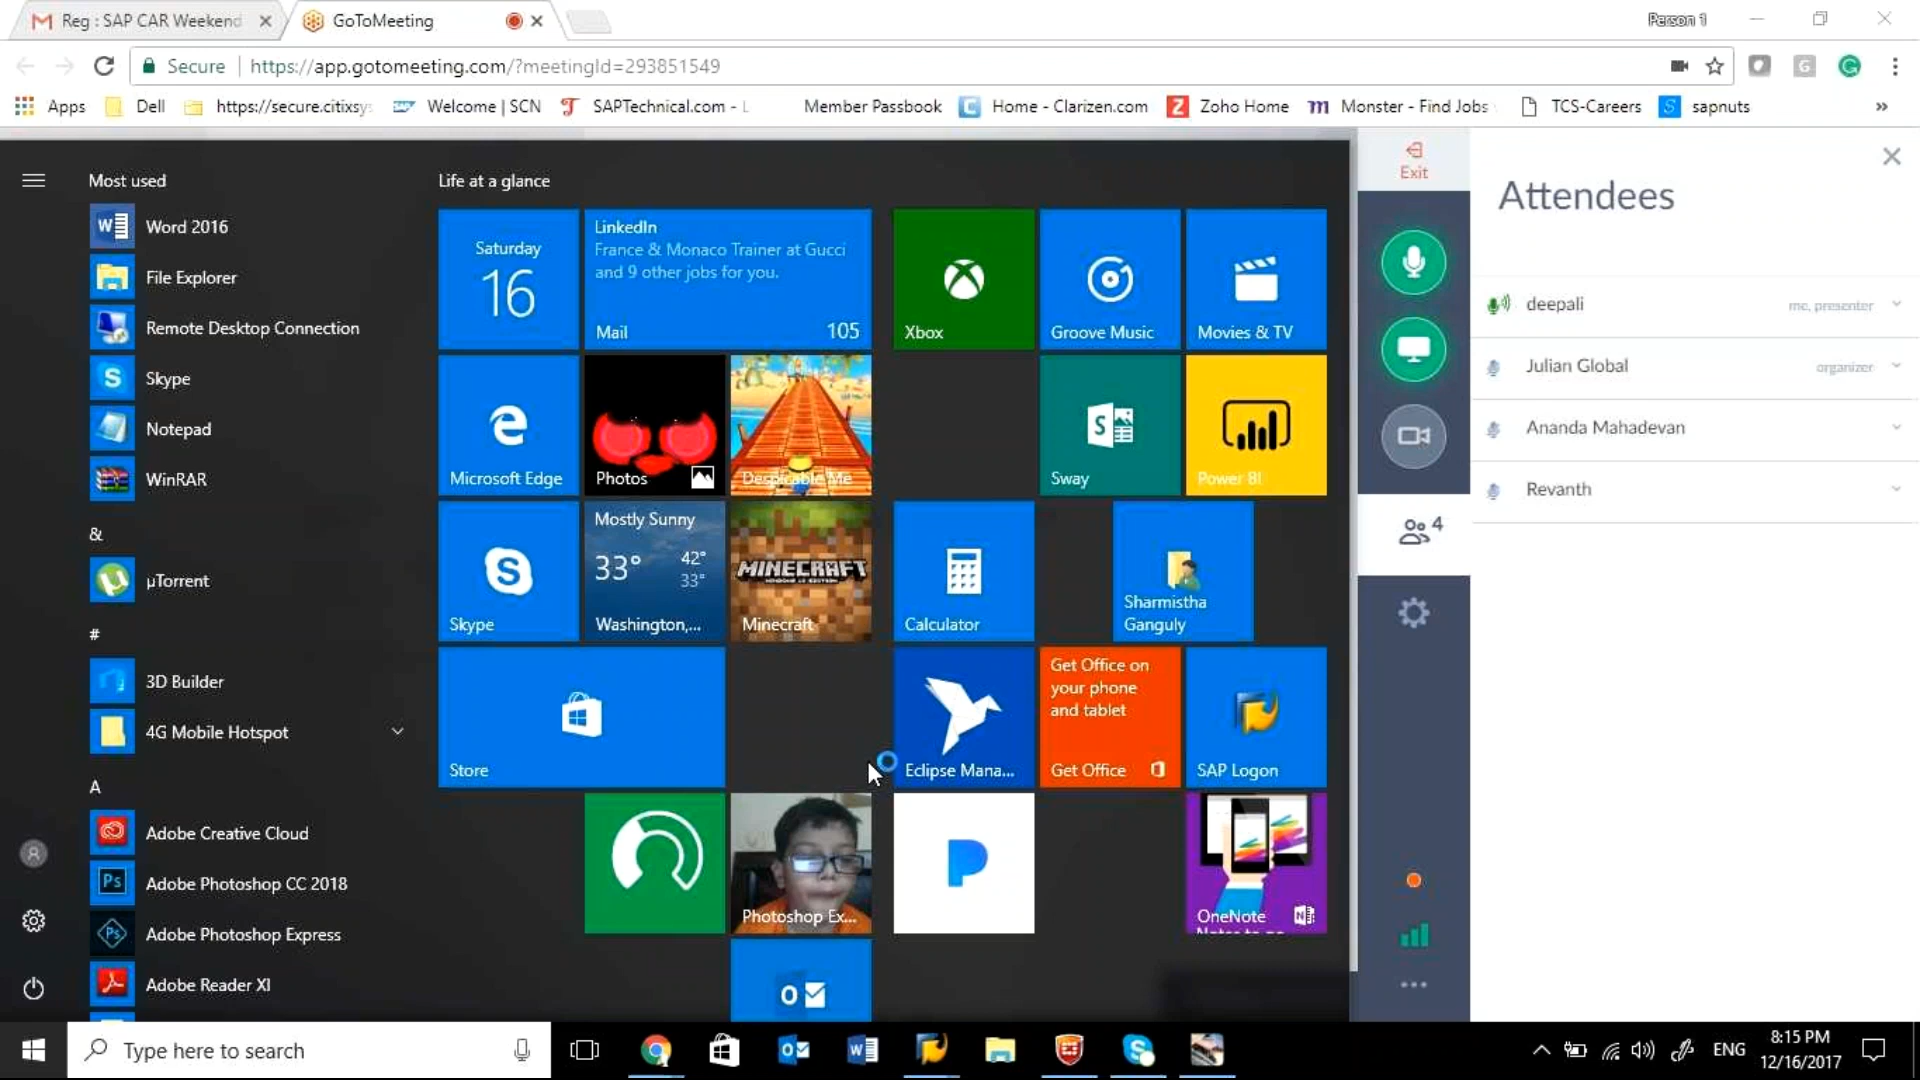 Reg : SAP CAR Weekend
GoToMeeting
Person 1
Secure
https://app.gotomeeting.com/?meetingId=293851549
Apps
Dell
https://secure.citixsys
Welcome | SCN
SAPTechnical.com - L
Member Passbook
Home - Clarizen.com
Zoho Home
Monster - Find Jobs
TCS-Careers
sapnuts
»
Most used
Word 2016
File Explorer
Remote Desktop Connection
Skype
Notepad
WinRAR
&
µTorrent
#
3D Builder
4G Mobile Hotspot
A
Adobe Creative Cloud
Adobe Photoshop CC 2018
Adobe Photoshop Express
Adobe Reader XI
Life at a glance
Saturday
16
LinkedIn
France & Monaco Trainer at Gucci
and 9 other jobs for you.
Mail 105
Xbox
Groove Music
Movies & TV
Microsoft Edge
Photos
Despicable Me
Sway
Power BI
Skype
Mostly Sunny
33° 42°
33°
Washington,...
MINECRAFT
Minecraft
Calculator
Sharmistha
Ganguly
Store
Eclipse Mana...
Get Office on
your phone
and tablet
Get Office
SAP Logon
Photoshop Ex...
OneNote
Exit
4
Attendees
deepali
me, presenter
Julian Global
organizer
Ananda Mahadevan
Revanth
Type here to search
ENG
8:15 PM
12/16/2017